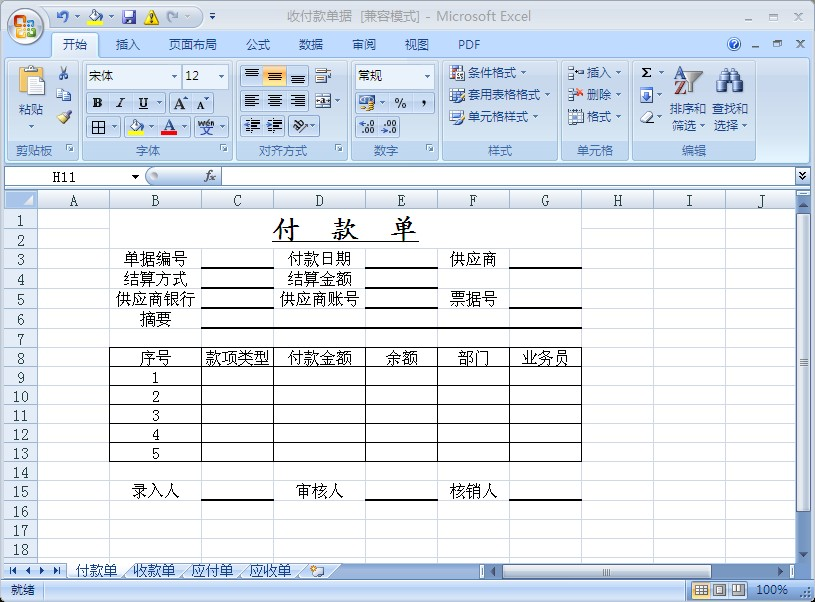 收付款单据 [兼容模式] - Microsoft Excel
开始 插入 页面布局 公式 数据 审阅 视图 PDF
宋体 12 常规 条件格式 插入 Σ
粘贴 B I U A A % , 套用表格格式 删除 排序和 查找和
A wén 变 .00 .0 单元格样式 格式 筛选 选择
剪贴板 字体 对齐方式 数字 样式 单元格 编辑
H11 fx
A B C D E F G H I J
1 付 款 单
2
3 单据编号 付款日期 供应商
4 结算方式 结算金额
5 供应商银行 供应商账号 票据号
6 摘要
7
8 序号 款项类型 付款金额 余额 部门 业务员
9 1
10 2
11 3
12 4
13 5
14
15 录入人 审核人 核销人
16
17
18
付款单 收款单 应付单 应收单
就绪 100%